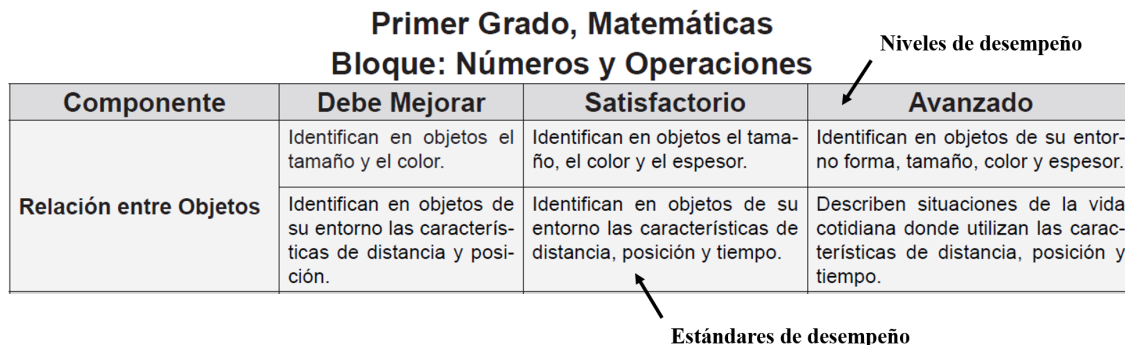 Primer Grado, Matemáticas
Bloque: Números y Operaciones
Niveles de desempeño
Componente
Debe Mejorar
Satisfactorio
Avanzado
Relación entre Objetos
Identifican en objetos el
tamaño y el color.
Identifican en objetos el tama-
ño, el color y el espesor.
Identifican en objetos de su entor-
no forma, tamaño, color y espesor.
Identifican en objetos de
su entorno las caracterís-
ticas de distancia y posi-
ción.
Identifican en objetos de su
entorno las características de
distancia, posición y tiempo.
Describen situaciones de la vida
cotidiana donde utilizan las carac-
terísticas de distancia, posición y
tiempo.
Estándares de desempeño